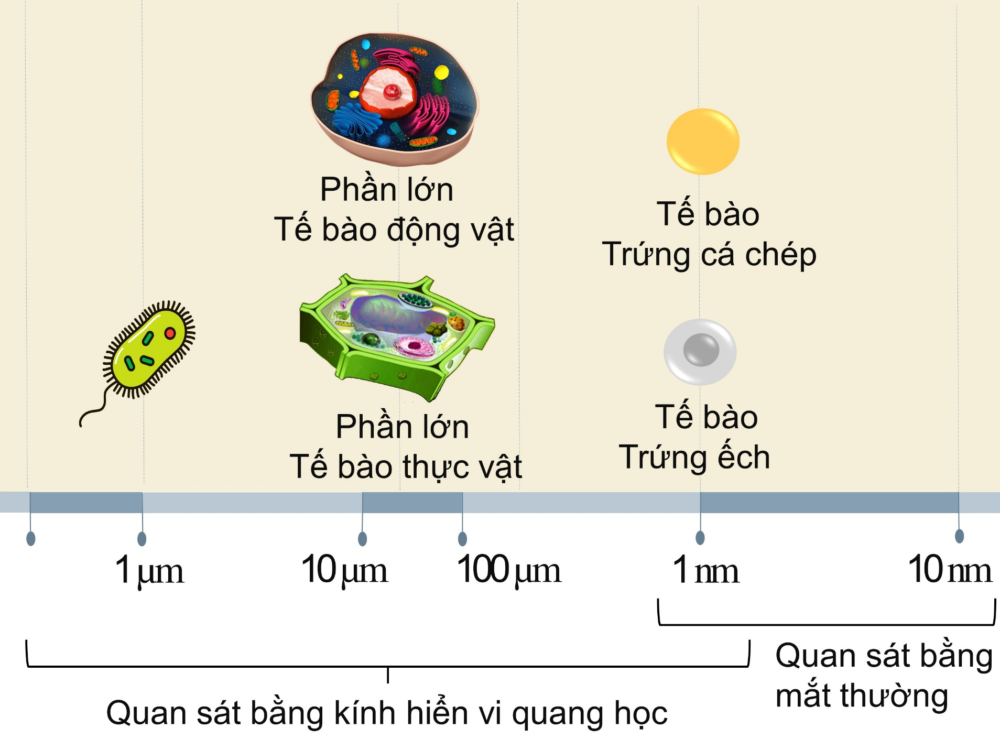 Phần lớn
Tế bào động vật
Tế bào
Trứng cá chép
Phần lớn
Tế bào thực vật
Tế bào
Trứng ếch
1 μm
10 μm
100 μm
1 nm
10 nm
Quan sát bằng
mắt thường
Quan sát bằng kính hiển vi quang học